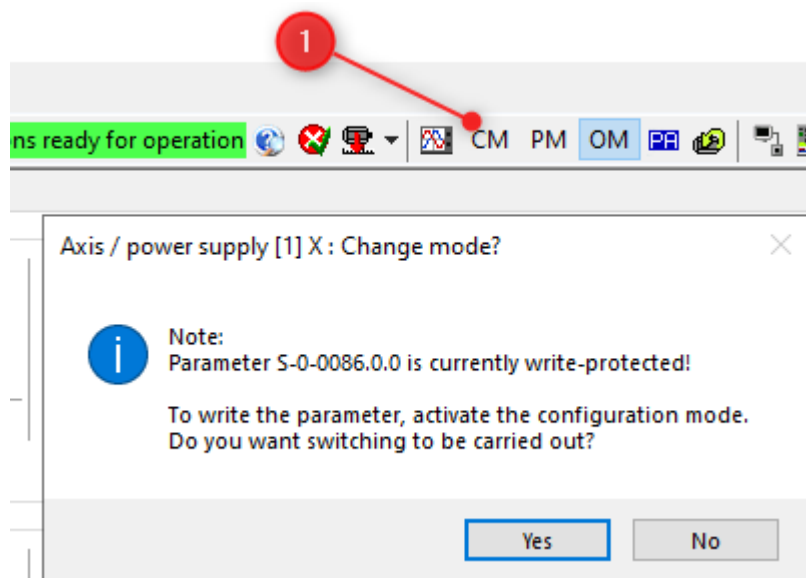 1
ns ready for operation CM PM OM PA
Axis / power supply [1] X : Change mode?
Note:
Parameter S-0-0086.0.0 is currently write-protected!
To write the parameter, activate the configuration mode.
Do you want switching to be carried out?
Yes No